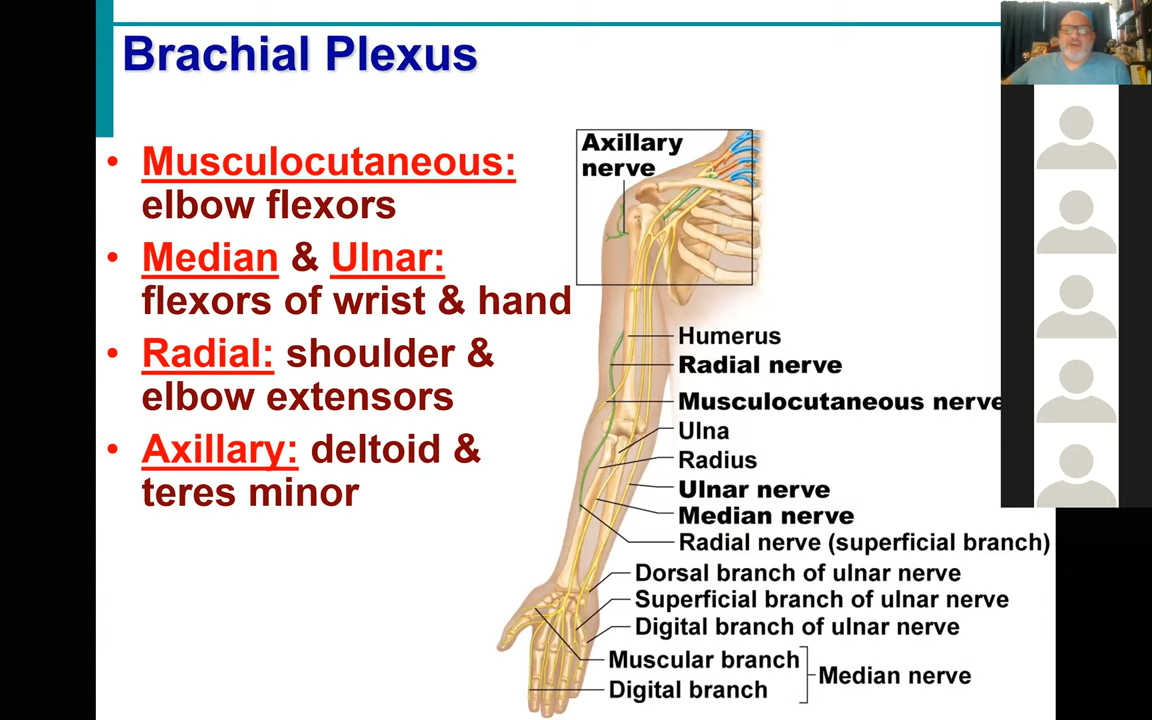 Brachial Plexus
• Musculocutaneous:
elbow flexors
• Median & Ulnar:
flexors of wrist & hand
• Radial: shoulder &
elbow extensors
• Axillary: deltoid &
teres minor
Axillary
nerve
Humerus
Radial nerve
Musculocutaneous nerve
Ulna
Radius
Ulnar nerve
Median nerve
Radial nerve (superficial branch)
Dorsal branch of ulnar nerve
Superficial branch of ulnar nerve
Digital branch of ulnar nerve
Muscular branch
Digital branch
Median nerve